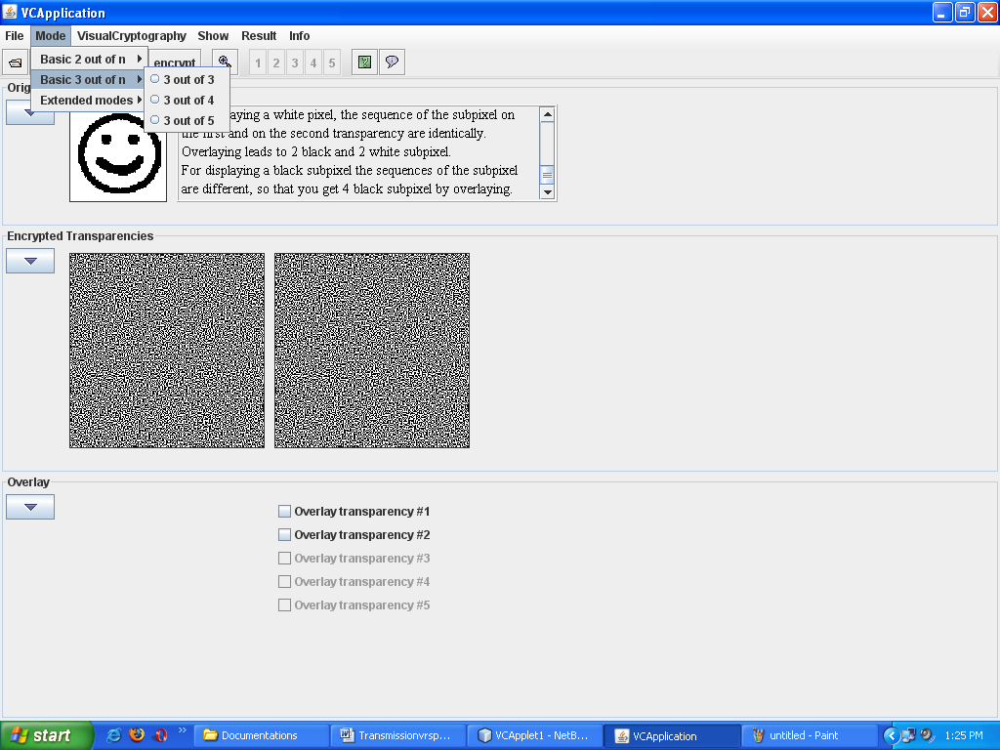 VCApplication
File Mode VisualCryptography Show Result Info
Basic 2 out of n
encrypt
1 2 3 4 5
Basic 3 out of n
3 out of 3
Extended modes
3 out of 4
3 out of 5
Orig
aying a white pixel, the sequence of the subpixel on
the first and on the second transparency are identically.
Overlaying leads to 2 black and 2 white subpixel.
For displaying a black subpixel the sequences of the subpixel
are different, so that you get 4 black subpixel by overlaying.
Encrypted Transparencies
Overlay
Overlay transparency #1
Overlay transparency #2
Overlay transparency #3
Overlay transparency #4
Overlay transparency #5
start
Documentations
Transmissionvrsp...
VCApplet1 - NetB...
VCApplication
untitled - Paint
1:25 PM